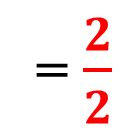 = 2/2